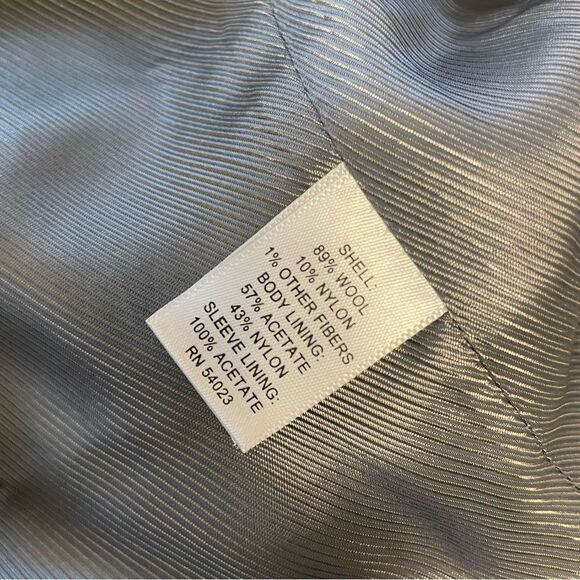 SHELL:
89% WOOL
10% NYLON
1% OTHER FIBERS
BODY LINING:
57% ACETATE
43% NYLON
SLEEVE LINING:
100% ACETATE
RN 54023